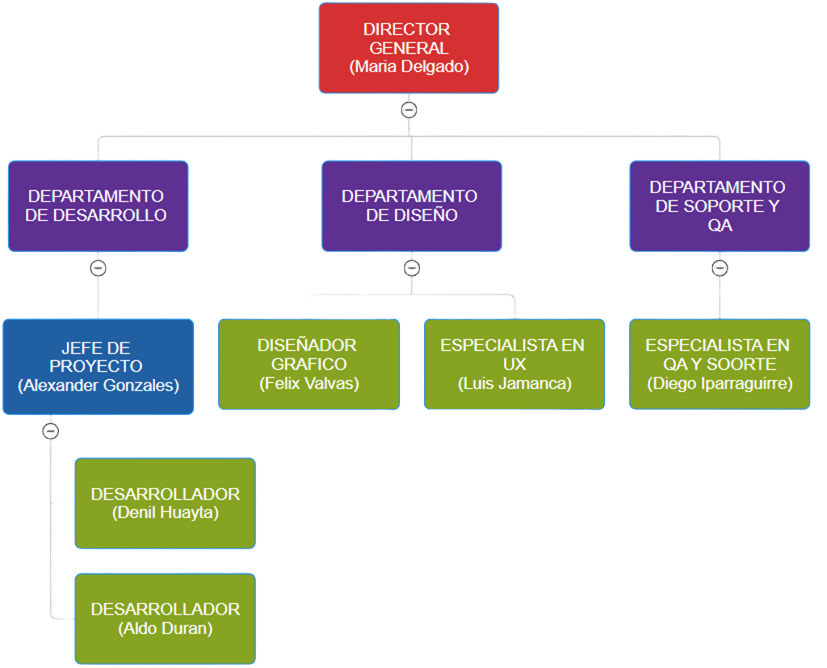 DIRECTOR
GENERAL
(Maria Delgado)
DEPARTAMENTO
DE DESARROLLO
DEPARTAMENTO
DE DISEÑO
DEPARTAMENTO
DE SOPORTE Y
QA
JEFE DE
PROYECTO
(Alexander Gonzales)
DISEÑADOR
GRAFICO
(Felix Valvas)
ESPECIALISTA EN
UX
(Luis Jamanca)
ESPECIALISTA EN
QA Y SOORTE
(Diego Iparraguirre)
DESARROLLADOR
(Denil Huayta)
DESARROLLADOR
(Aldo Duran)